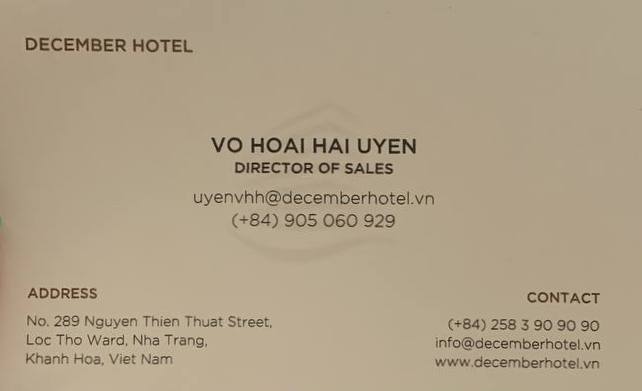 DECEMBER HOTEL
VO HOAI HAI UYEN
DIRECTOR OF SALES
uyenvhh@decemberhotel.vn
(+84) 905 060 929
ADDRESS
No. 289 Nguyen Thien Thuat Street,
Loc Tho Ward, Nha Trang,
Khanh Hoa, Viet Nam
CONTACT
(+84) 258 3 90 90 90
info@decemberhotel.vn
www.decemberhotel.vn